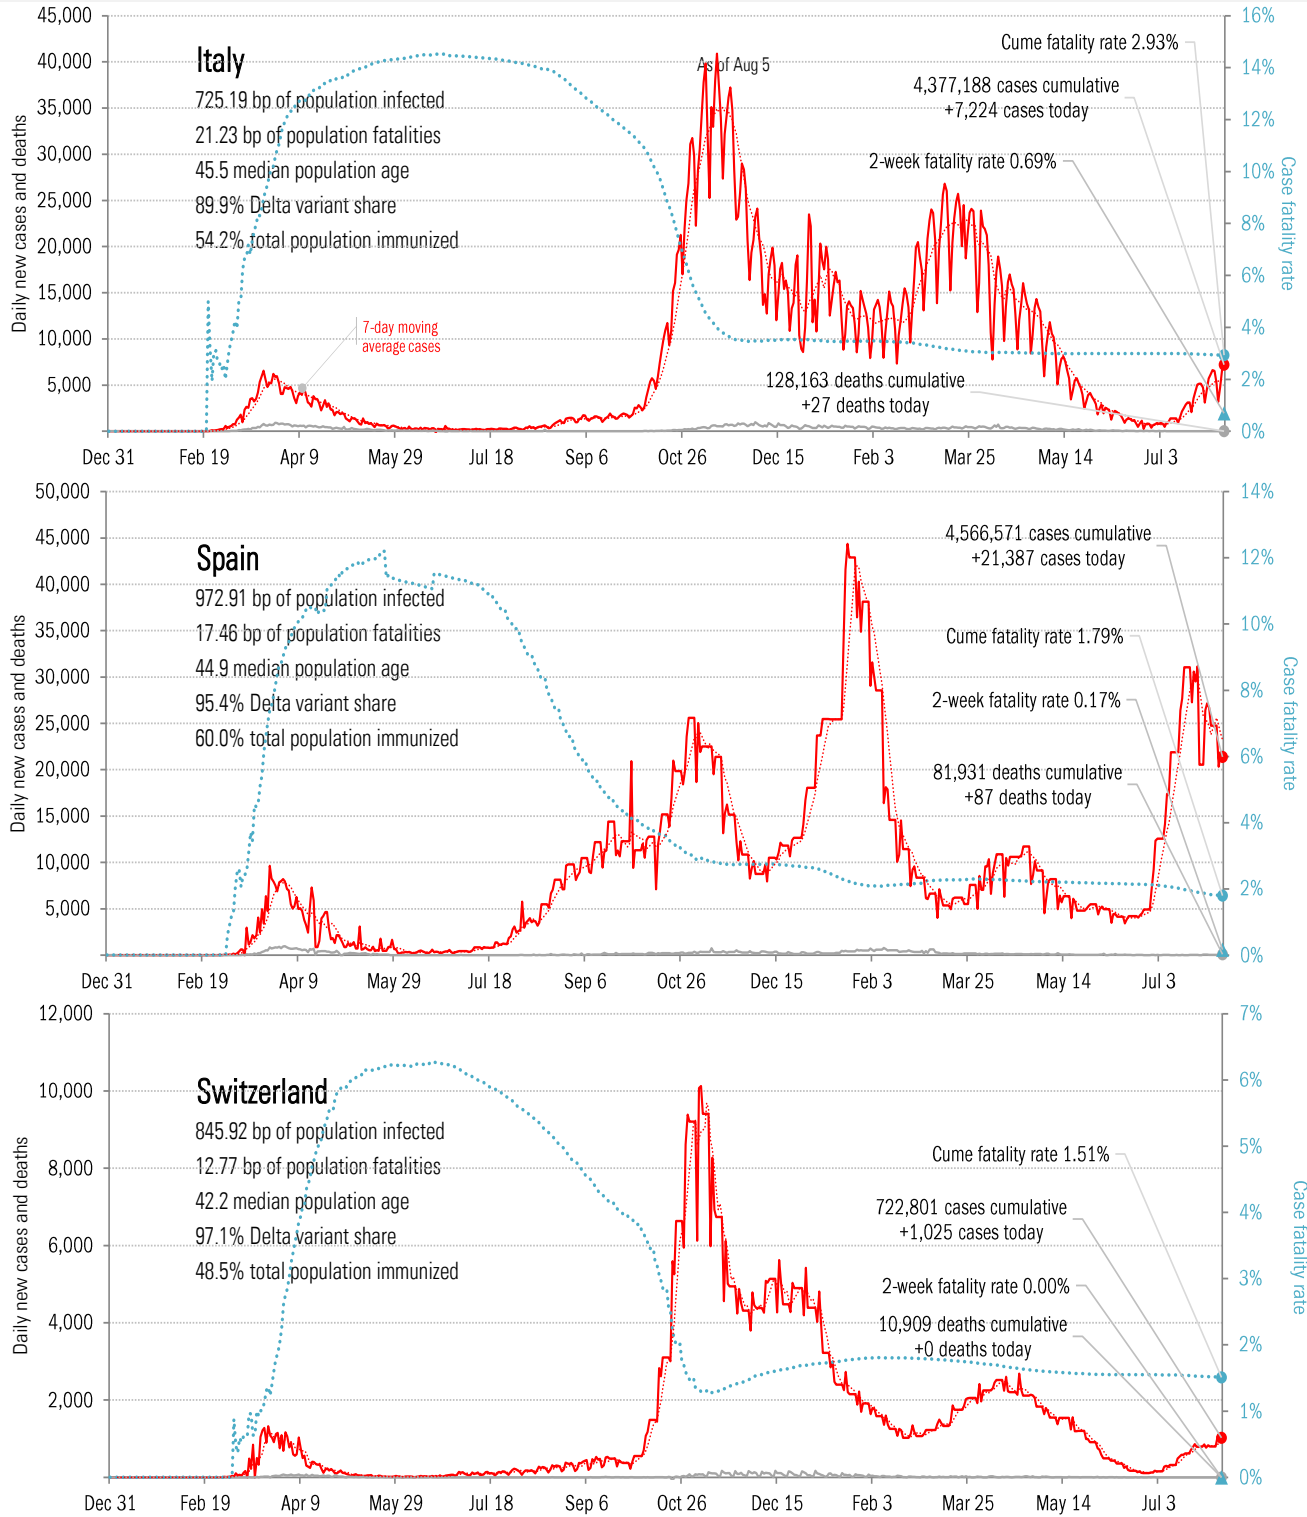 45,000
40,000
35,000
30,000
25,000
20,000
15,000
10,000
5,000
Daily new cases and deaths
Italy
725.19 bp of population infected
21.23 bp of population fatalities
45.5 median population age
89.9% Delta variant share
54.2% total population immunized
7-day moving
average cases
As of Aug 5
Cume fatality rate 2.93%
4,377,188 cases cumulative
+7,224 cases today
2-week fatality rate 0.69%
128,163 deaths cumulative
+27 deaths today
16%
14%
12%
10%
8%
6%
4%
2%
0%
Case fatality rate
Dec 31 Feb 19 Apr 9 May 29 Jul 18 Sep 6 Oct 26 Dec 15 Feb 3 Mar 25 May 14 Jul 3
50,000
45,000
40,000
35,000
30,000
25,000
20,000
15,000
10,000
5,000
Daily new cases and deaths
Spain
972.91 bp of population infected
17.46 bp of population fatalities
44.9 median population age
95.4% Delta variant share
60.0% total population immunized
4,566,571 cases cumulative
+21,387 cases today
Cume fatality rate 1.79%
2-week fatality rate 0.17%
81,931 deaths cumulative
+87 deaths today
14%
12%
10%
8%
6%
4%
2%
0%
Case fatality rate
Dec 31 Feb 19 Apr 9 May 29 Jul 18 Sep 6 Oct 26 Dec 15 Feb 3 Mar 25 May 14 Jul 3
12,000
10,000
8,000
6,000
4,000
2,000
Daily new cases and deaths
Switzerland
845.92 bp of population infected
12.77 bp of population fatalities
42.2 median population age
97.1% Delta variant share
48.5% total population immunized
Cume fatality rate 1.51%
722,801 cases cumulative
+1,025 cases today
2-week fatality rate 0.00%
10,909 deaths cumulative
+0 deaths today
7%
6%
5%
4%
3%
2%
1%
0%
Case fatality rate
Dec 31 Feb 19 Apr 9 May 29 Jul 18 Sep 6 Oct 26 Dec 15 Feb 3 Mar 25 May 14 Jul 3